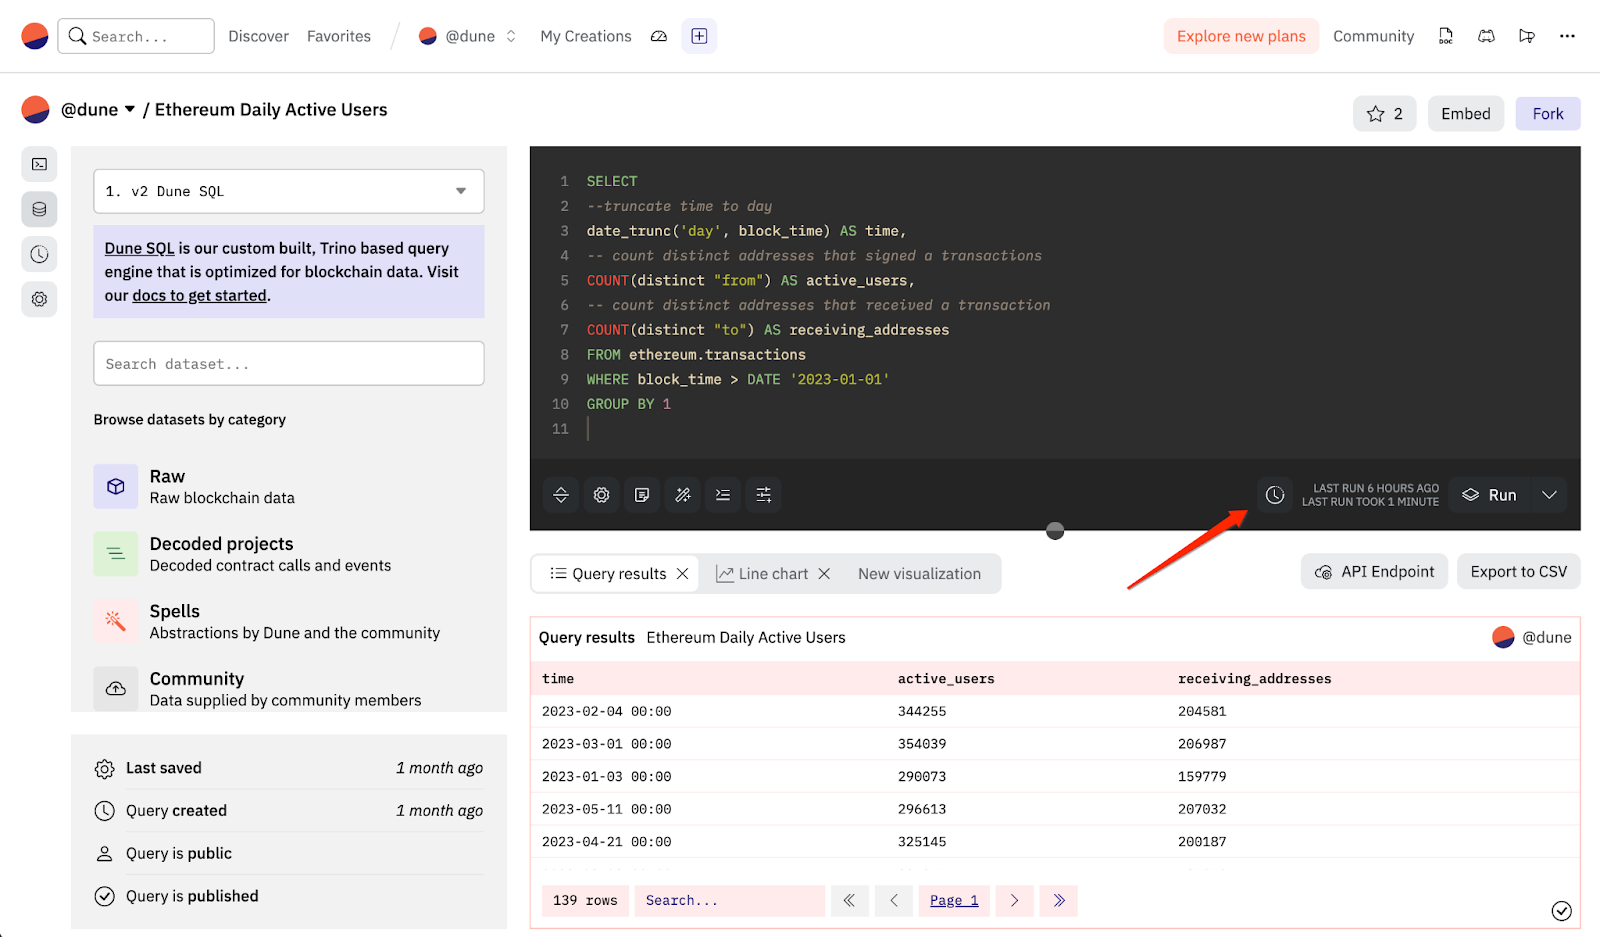 Search...
Discover
Favorites
@dune
My Creations
Explore new plans
Community
DOC
@dune / Ethereum Daily Active Users
2
Embed
Fork
1. v2 Dune SQL
Dune SQL is our custom built, Trino based query
engine that is optimized for blockchain data. Visit
our docs to get started.
Search dataset...
Browse datasets by category
Raw
Raw blockchain data
Decoded projects
Decoded contract calls and events
Spells
Abstractions by Dune and the community
Community
Data supplied by community members
Last saved 1 month ago
Query created 1 month ago
Query is public
Query is published
1 SELECT
2 --truncate time to day
3 date_trunc('day', block_time) AS time,
4 -- count distinct addresses that signed a transactions
5 COUNT(distinct "from") AS active_users,
6 -- count distinct addresses that received a transaction
7 COUNT(distinct "to") AS receiving_addresses
8 FROM ethereum.transactions
9 WHERE block_time > DATE '2023-01-01'
10 GROUP BY 1
11
LAST RUN 6 HOURS AGO
LAST RUN TOOK 1 MINUTE
Run
Query results
Line chart
New visualization
API Endpoint
Export to CSV
Query results Ethereum Daily Active Users
@dune
time active_users receiving_addresses
2023-02-04 00:00 344255 204581
2023-03-01 00:00 354039 206987
2023-01-03 00:00 290073 159779
2023-05-11 00:00 296613 207032
2023-04-21 00:00 325145 200187
139 rows
Search...
Page 1